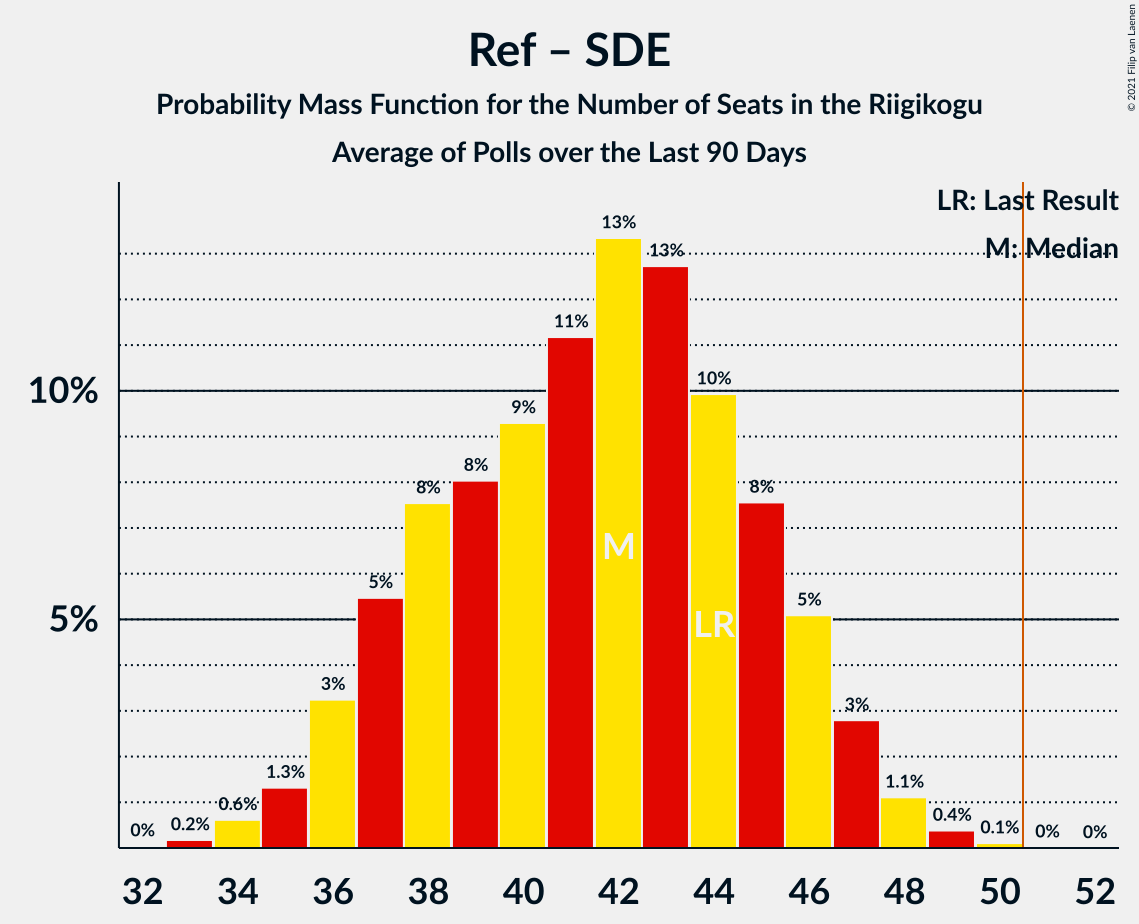 Ref – SDE
Probability Mass Function for the Number of Seats in the Riigikogu
Average of Polls over the Last 90 Days
© 2021 Filip van Laenen
LR: Last Result
M: Median
10%
5%
0%
0.2%
0.6%
1.3%
3%
5%
8%
8%
9%
11%
13%
13%
10%
8%
5%
3%
1.1%
0.4%
0.1%
0%
0%
M
LR
32 34 36 38 40 42 44 46 48 50 52